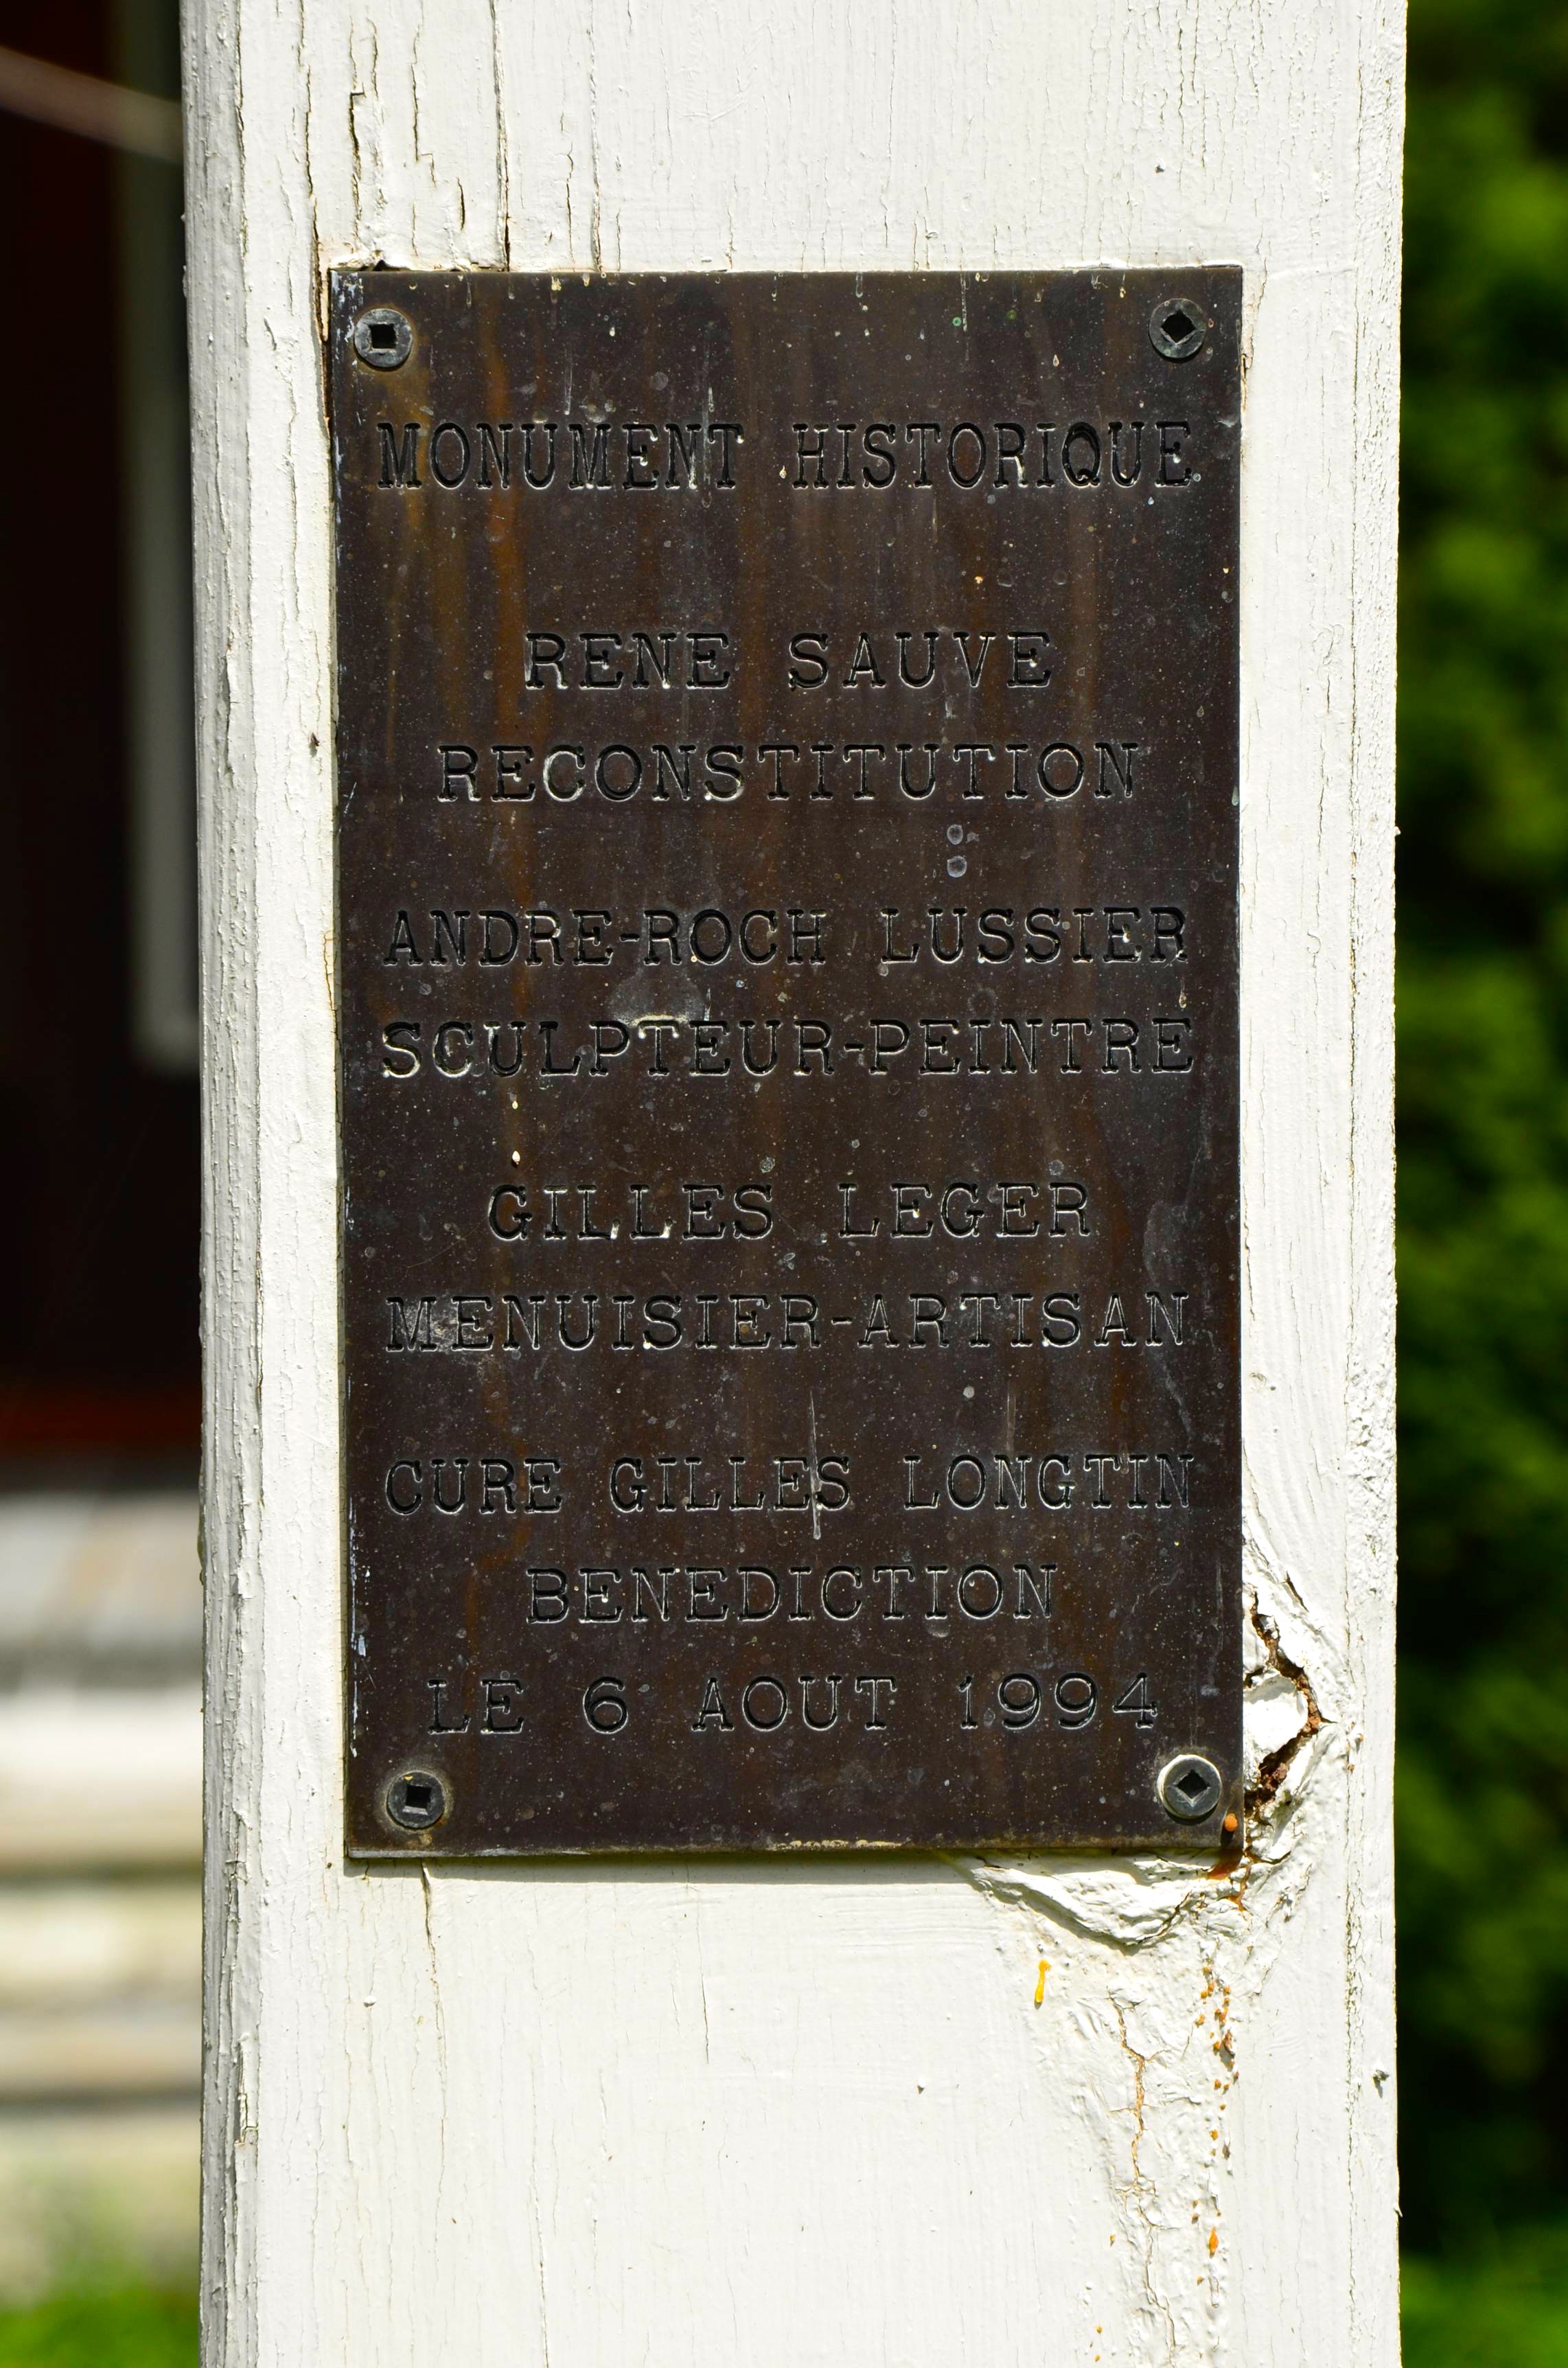 MONUMENT HISTORIQUE
RENE SAUVE
RECONSTITUTION
ANDRE-ROCH LUSSIER
SCULPTEUR-PEINTRE
GILLES LEGER
MENUISIER-ARTISAN
CURE GILLES LONGTIN
BENEDICTION
LE 6 AOUT 1994